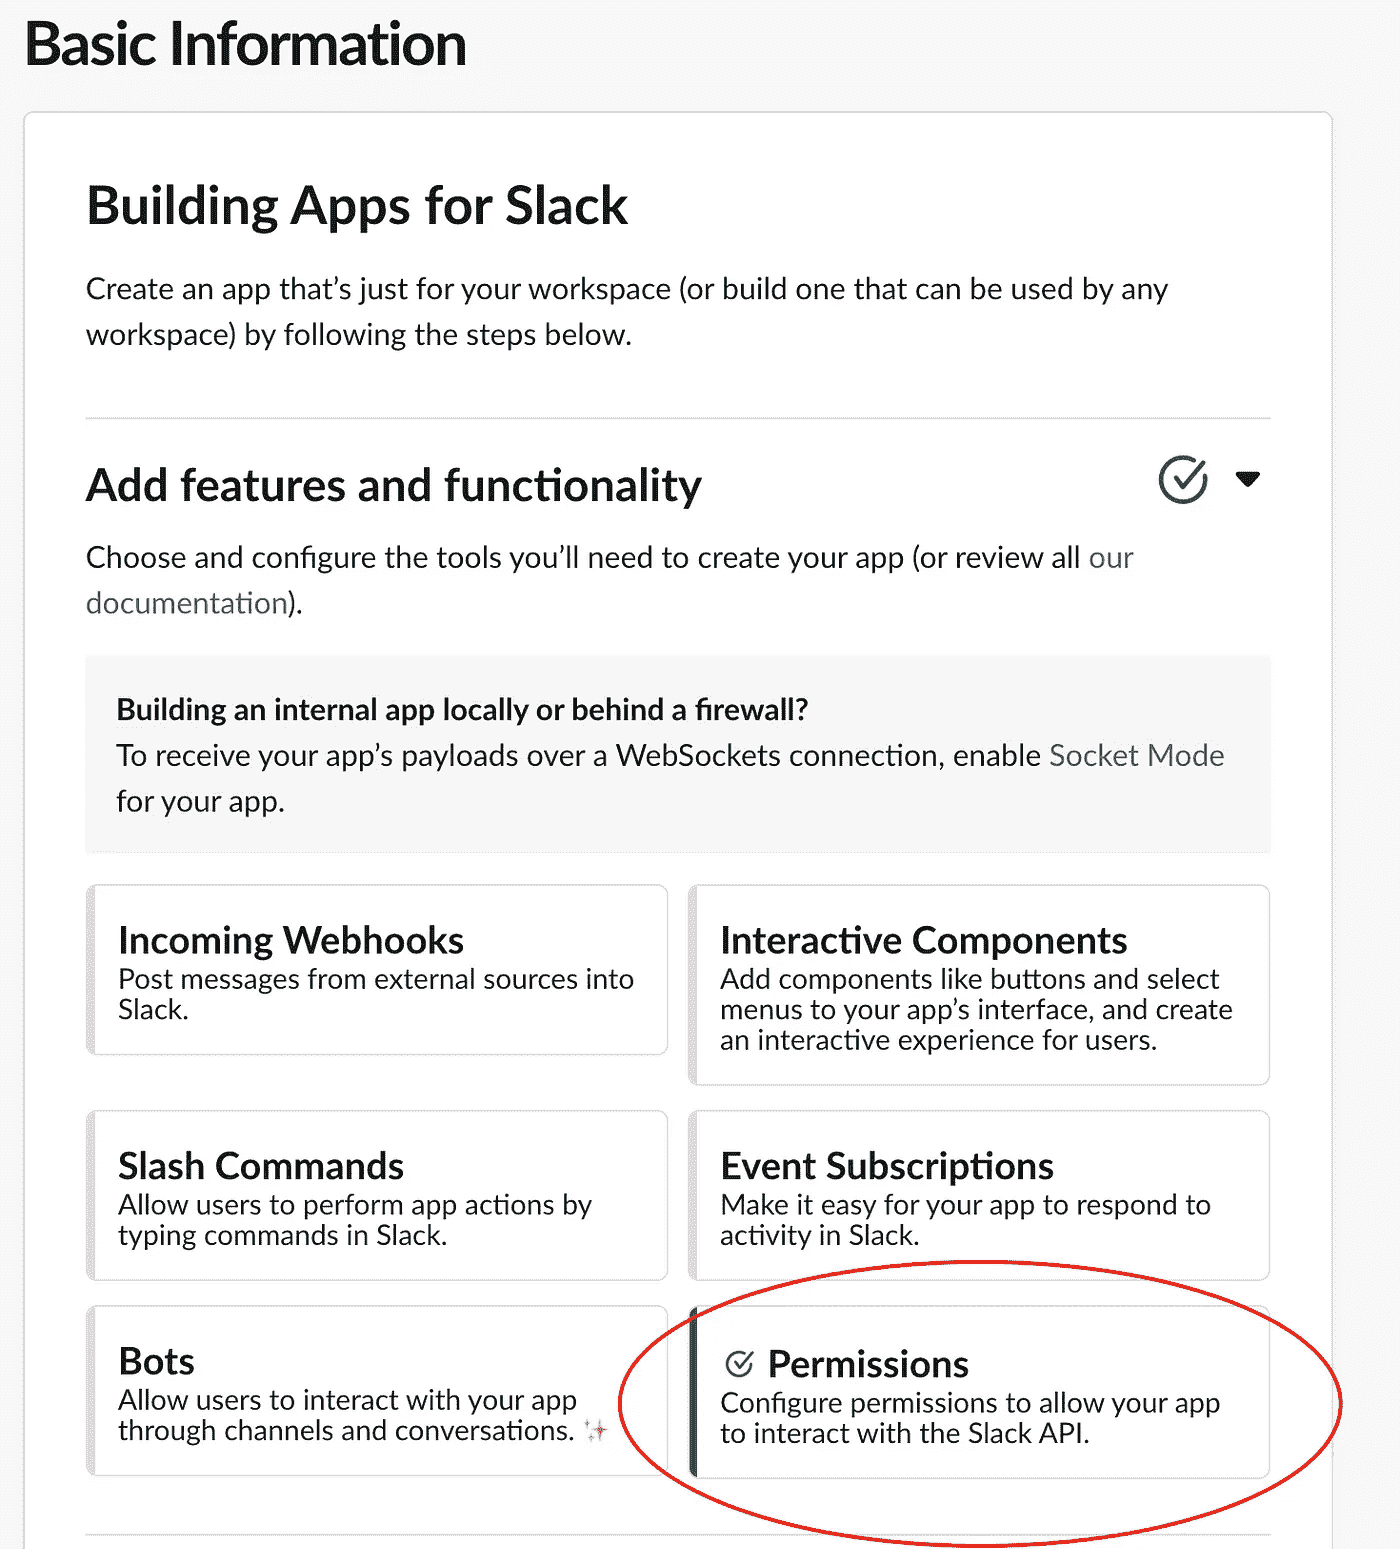 Basic Information
Building Apps for Slack
Create an app that’s just for your workspace (or build one that can be used by any
workspace) by following the steps below.
Add features and functionality
Choose and configure the tools you’ll need to create your app (or review all our
documentation).
Building an internal app locally or behind a firewall?
To receive your app’s payloads over a WebSockets connection, enable Socket Mode
for your app.
Incoming Webhooks
Post messages from external sources into
Slack.
Interactive Components
Add components like buttons and select
menus to your app’s interface, and create
an interactive experience for users.
Slash Commands
Allow users to perform app actions by
typing commands in Slack.
Event Subscriptions
Make it easy for your app to respond to
activity in Slack.
Bots
Allow users to interact with your app
through channels and conversations. ✨
Permissions
Configure permissions to allow your app
to interact with the Slack API.